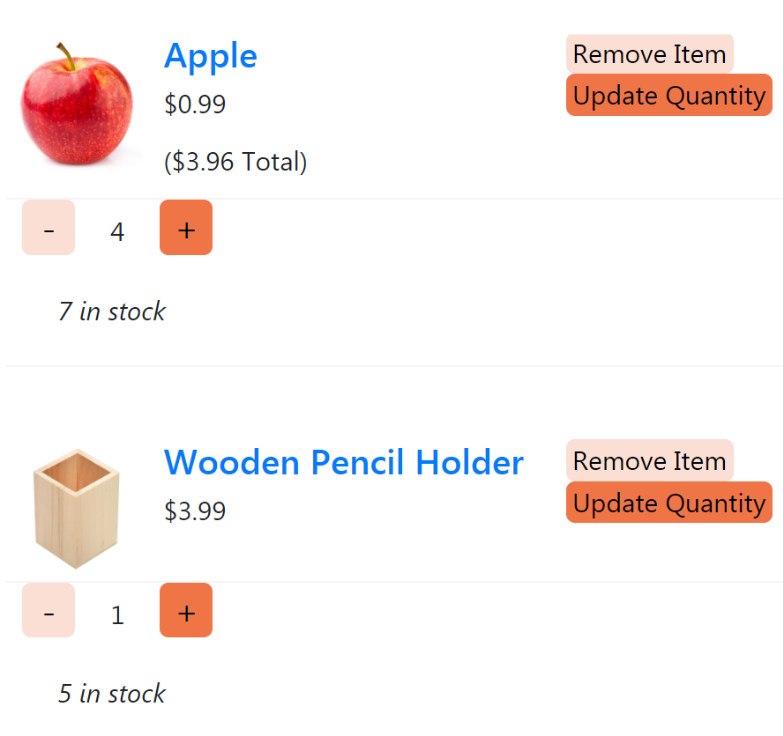 Apple
Remove Item
$0.99
Update Quantity
($3.96 Total)
- 4 +
7 in stock
Wooden Pencil Holder
Remove Item
$3.99
Update Quantity
- 1 +
5 in stock